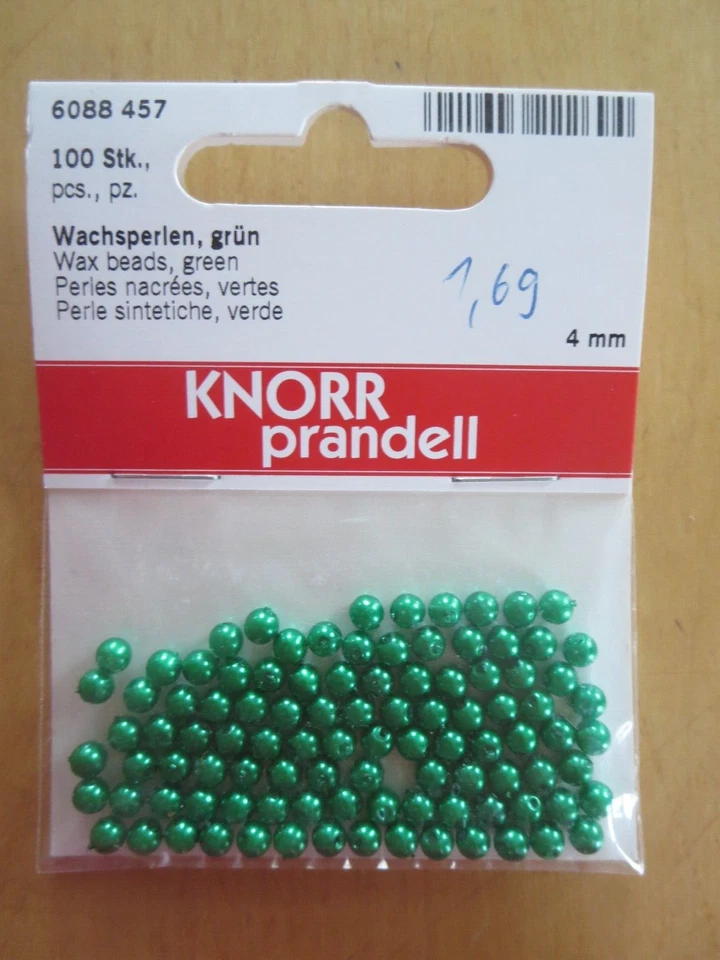 6088 457
100 Stk.,
pcs., pz.
Wachsperlen, grün
Wax beads, green
Perles nacrées, vertes
Perle sintetiche, verde
1,69
4 mm
KNORR
prandell